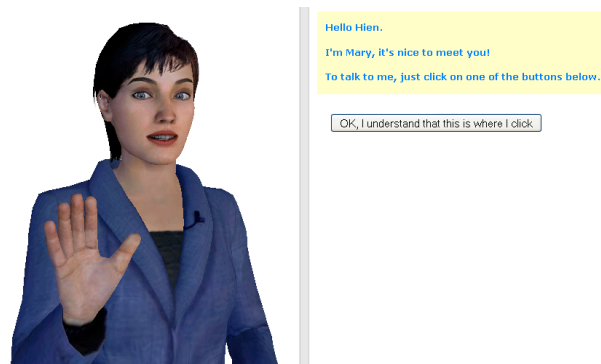 Hello Hien.
I'm Mary, it's nice to meet you!
To talk to me, just click on one of the buttons below.
OK, I understand that this is where I click